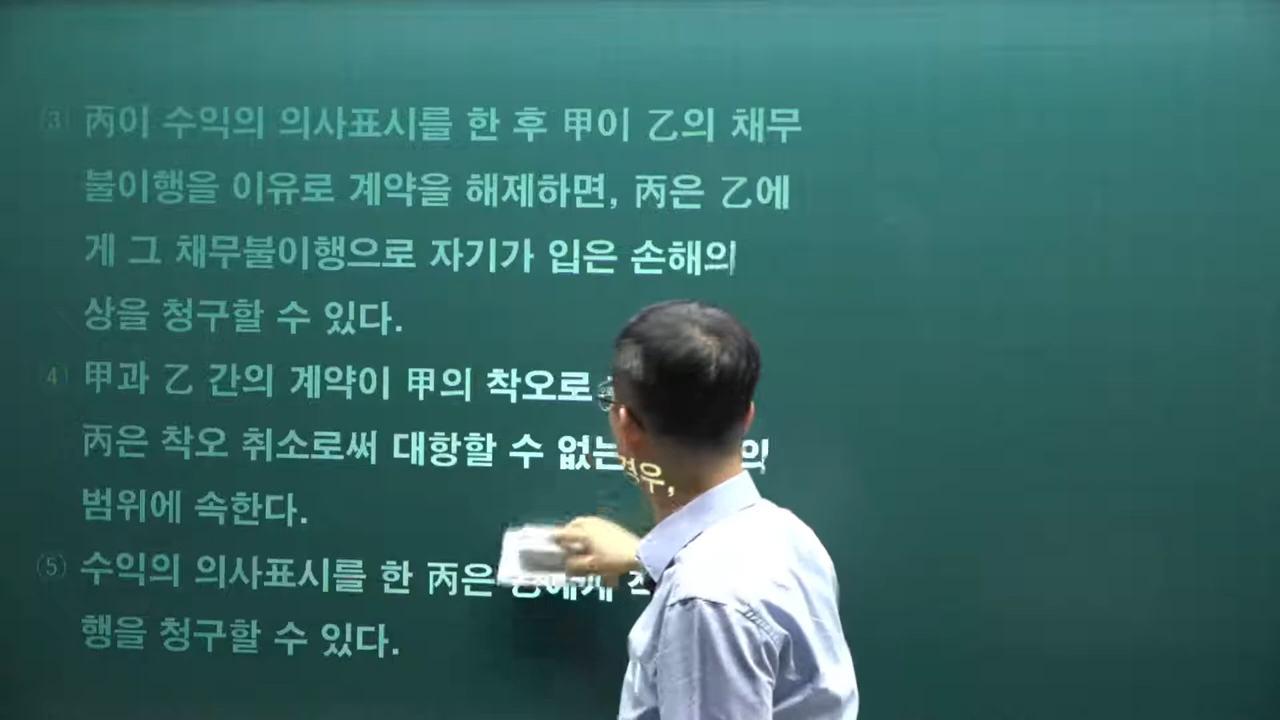 (3) 丙이 수익의 의사표시를 한 후 甲이 乙의 채무
불이행을 이유로 계약을 해제하면, 丙은 乙에
게 그 채무불이행으로 자기가 입은 손해의
상을 청구할 수 있다.
(4) 甲과 乙 간의 계약이 甲의 착오로
경우,
丙은 착오 취소로써 대항할 수 없는 의
범위에 속한다.
(5) 수익의 의사표시를 한 丙은 乙에게
행을 청구할 수 있다.